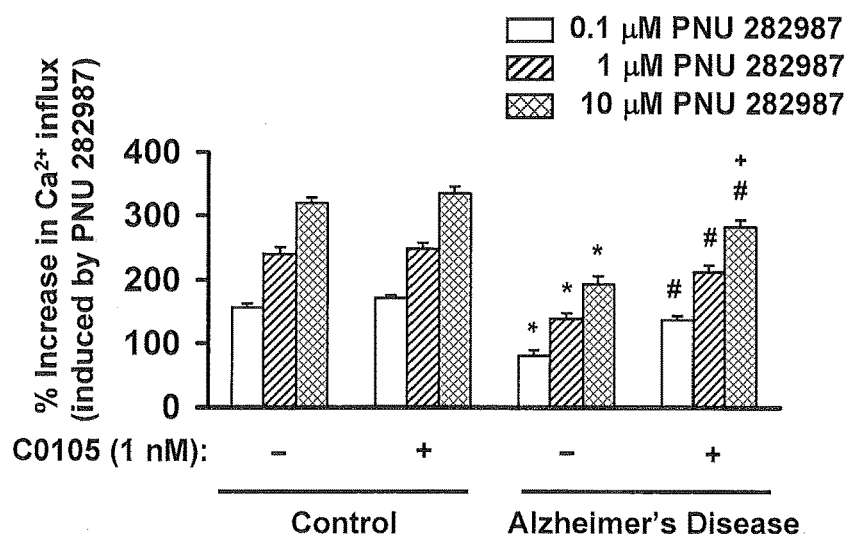 0.1 μM PNU 282987
1 μM PNU 282987
10 μM PNU 282987
% Increase in Ca²⁺ influx
(induced by PNU 282987)
400
300
200
100
0
* * *
# # #
+
C0105 (1 nM): – + – +
Control Alzheimer's Disease